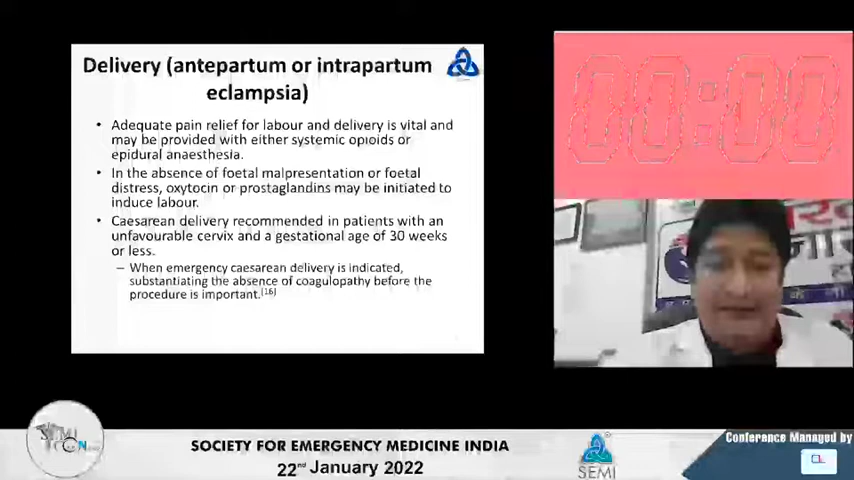 Delivery (antepartum or intrapartum
eclampsia)
• Adequate pain relief for labour and delivery is vital and
may be provided with either systemic opioids or
epidural anaesthesia.
• In the absence of foetal malpresentation or foetal
distress, oxytocin or prostaglandins may be initiated to
induce labour.
• Caesarean delivery recommended in patients with an
unfavourable cervix and a gestational age of 30 weeks
or less.
– When emergency caesarean delivery is indicated,
substantiating the absence of coagulopathy before the
procedure is important.[16]
00:00
SOCIETY FOR EMERGENCY MEDICINE INDIA
22nd January 2022
SEMI
Conference Managed by